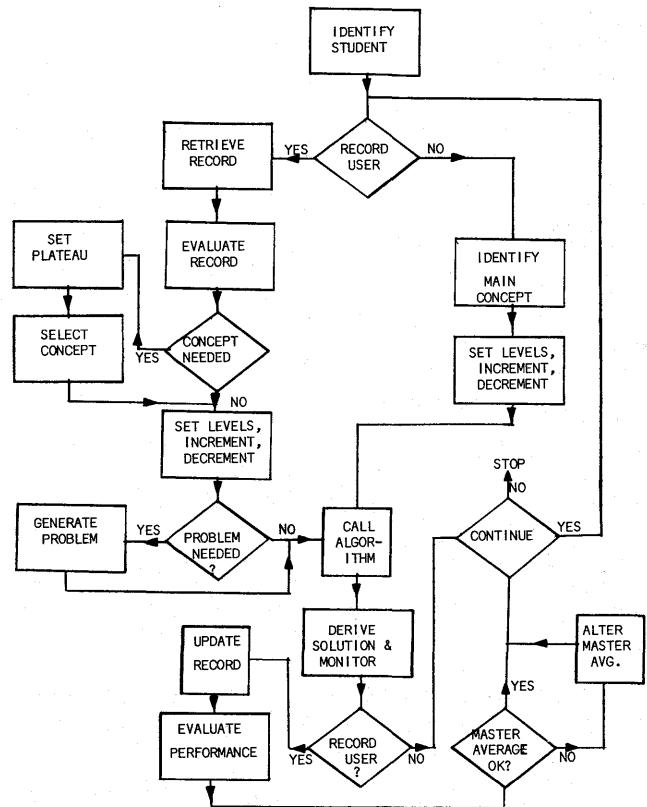 IDENTIFY
STUDENT
RETRIEVE
RECORD
YES
RECORD
USER
NO
SET
PLATEAU
EVALUATE
RECORD
IDENTIFY
MAIN
CONCEPT
SELECT
CONCEPT
YES
CONCEPT
NEEDED
NO
SET LEVELS,
INCREMENT,
DECREMENT
SET LEVELS,
INCREMENT,
DECREMENT
STOP
NO
GENERATE
PROBLEM
YES
PROBLEM
NEEDED
?
NO
CALL
ALGOR-
ITHM
CONTINUE
YES
UPDATE
RECORD
DERIVE
SOLUTION &
MONITOR
ALTER
MASTER
AVG.
YES
EVALUATE
PERFORMANCE
YES
RECORD
USER
?
NO
MASTER
AVERAGE
OK?
NO